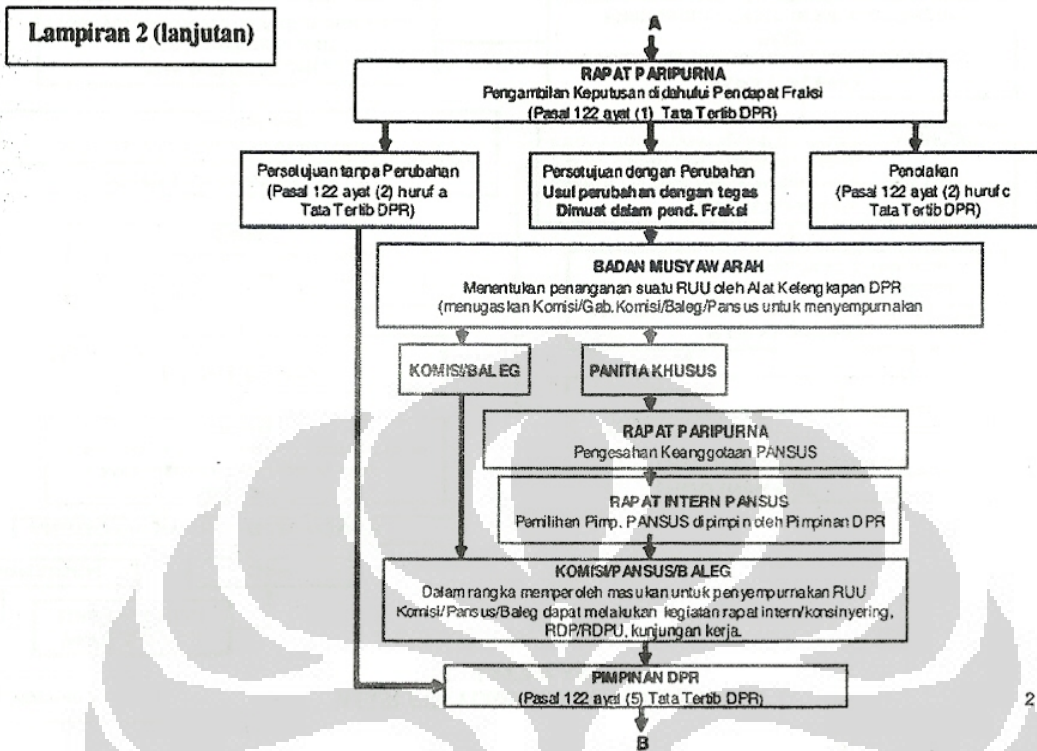 Lampiran 2 (lanjutan)
A
RAPAT PARIPURNA
Pengambilan Keputusan didahului Pendapat Fraksi
(Pasal 122 ayat (1) Tata Tertib DPR)
Persetujuan tanpa Perubahan
(Pasal 122 ayat (2) huruf a
Tata Tertib DPR)
Persetujuan dengan Perubahan
Usul perubahan dengan tegas
Dimuat dalam pend. Fraksi
Penolakan
(Pasal 122 ayat (2) huruf c
Tata Tertib DPR)
BADAN MUSYAWARAH
Menentukan penanganan suatu RUU oleh Alat Kelengkapan DPR
(menugaskan Komisi/Gab.Komisi/Baleg/Pansus untuk menyempurnakan
KOMISI/BALEG
PANITIA KHUSUS
RAPAT PARIPURNA
Pengesahan Keanggotaan PANSUS
RAPAT INTERN PANSUS
Pamilihan Pimp. PANSUS dipimpin oleh Pimpinan DPR
KOMISI/PANSUS/BALEG
Dalam rangka memperoleh masukan untuk penyempurnakan RUU
Komisi/Pansus/Baleg dapat melakukan kegiatan rapat intern/konsinyering,
RDP/RDPU, kunjungan kerja.
PIMPINAN DPR
(Pasal 122 ayat (5) Tata Tertib DPR)
2
B